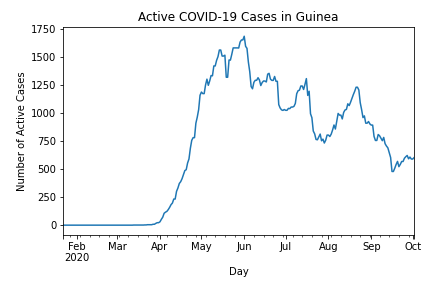 Active COVID-19 Cases in Guinea
Number of Active Cases
1750
1500
1250
1000
750
500
250
0
Feb Mar Apr May Jun Jul Aug Sep Oct
2020
Day